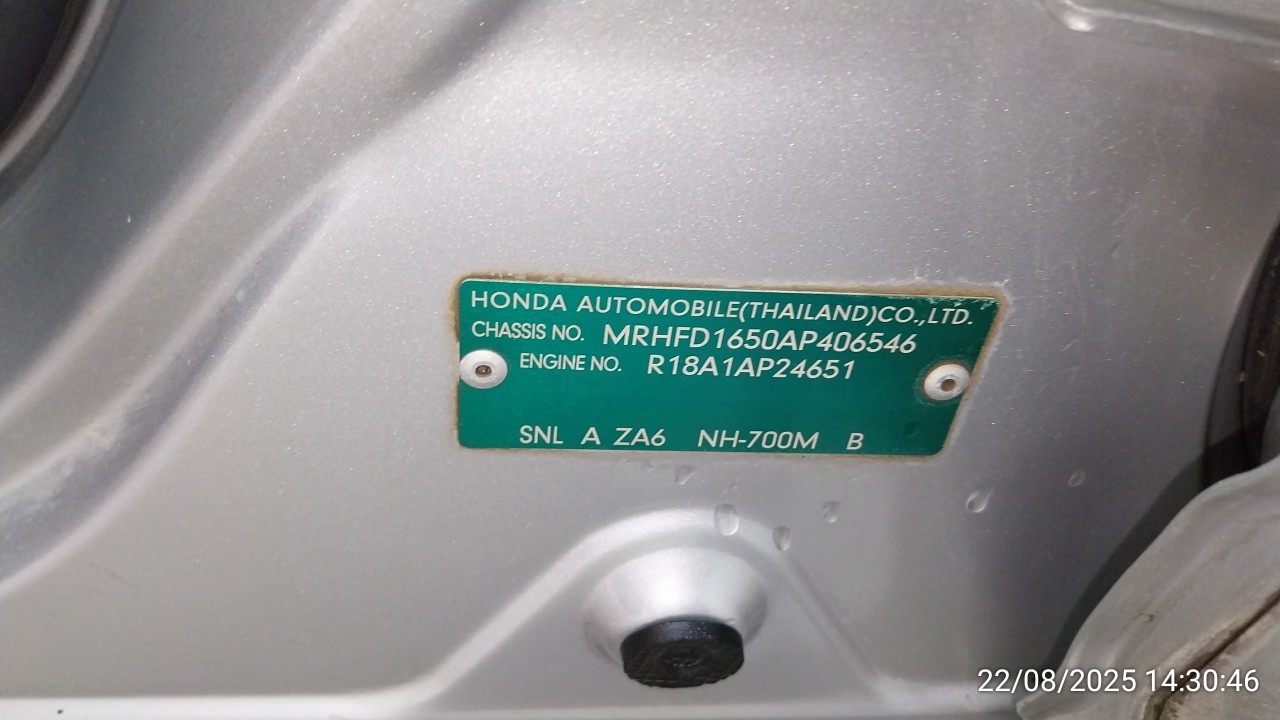 HONDA AUTOMOBILE(THAILAND)CO.,LTD.
CHASSIS NO. MRHFD1650AP406546
ENGINE NO. R18A1AP24651
SNL A ZA6 NH-700M B
22/08/2025 14:30:46